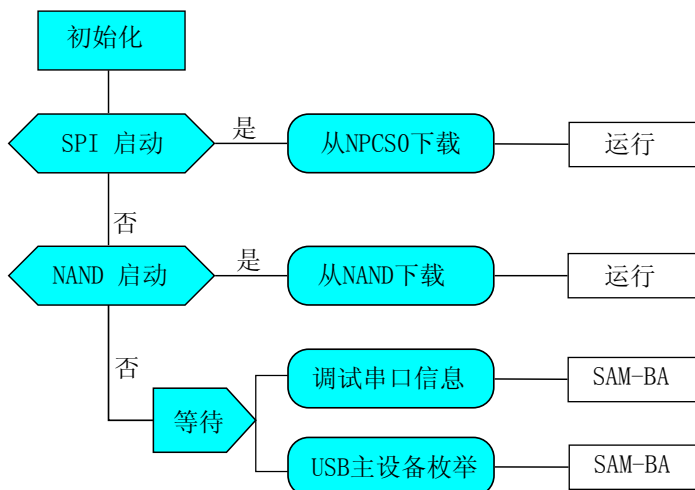 初始化
SPI 启动
是
从NPCS0下载
运行
否
NAND 启动
是
从NAND下载
运行
否
等待
调试串口信息
SAM-BA
USB主设备枚举
SAM-BA